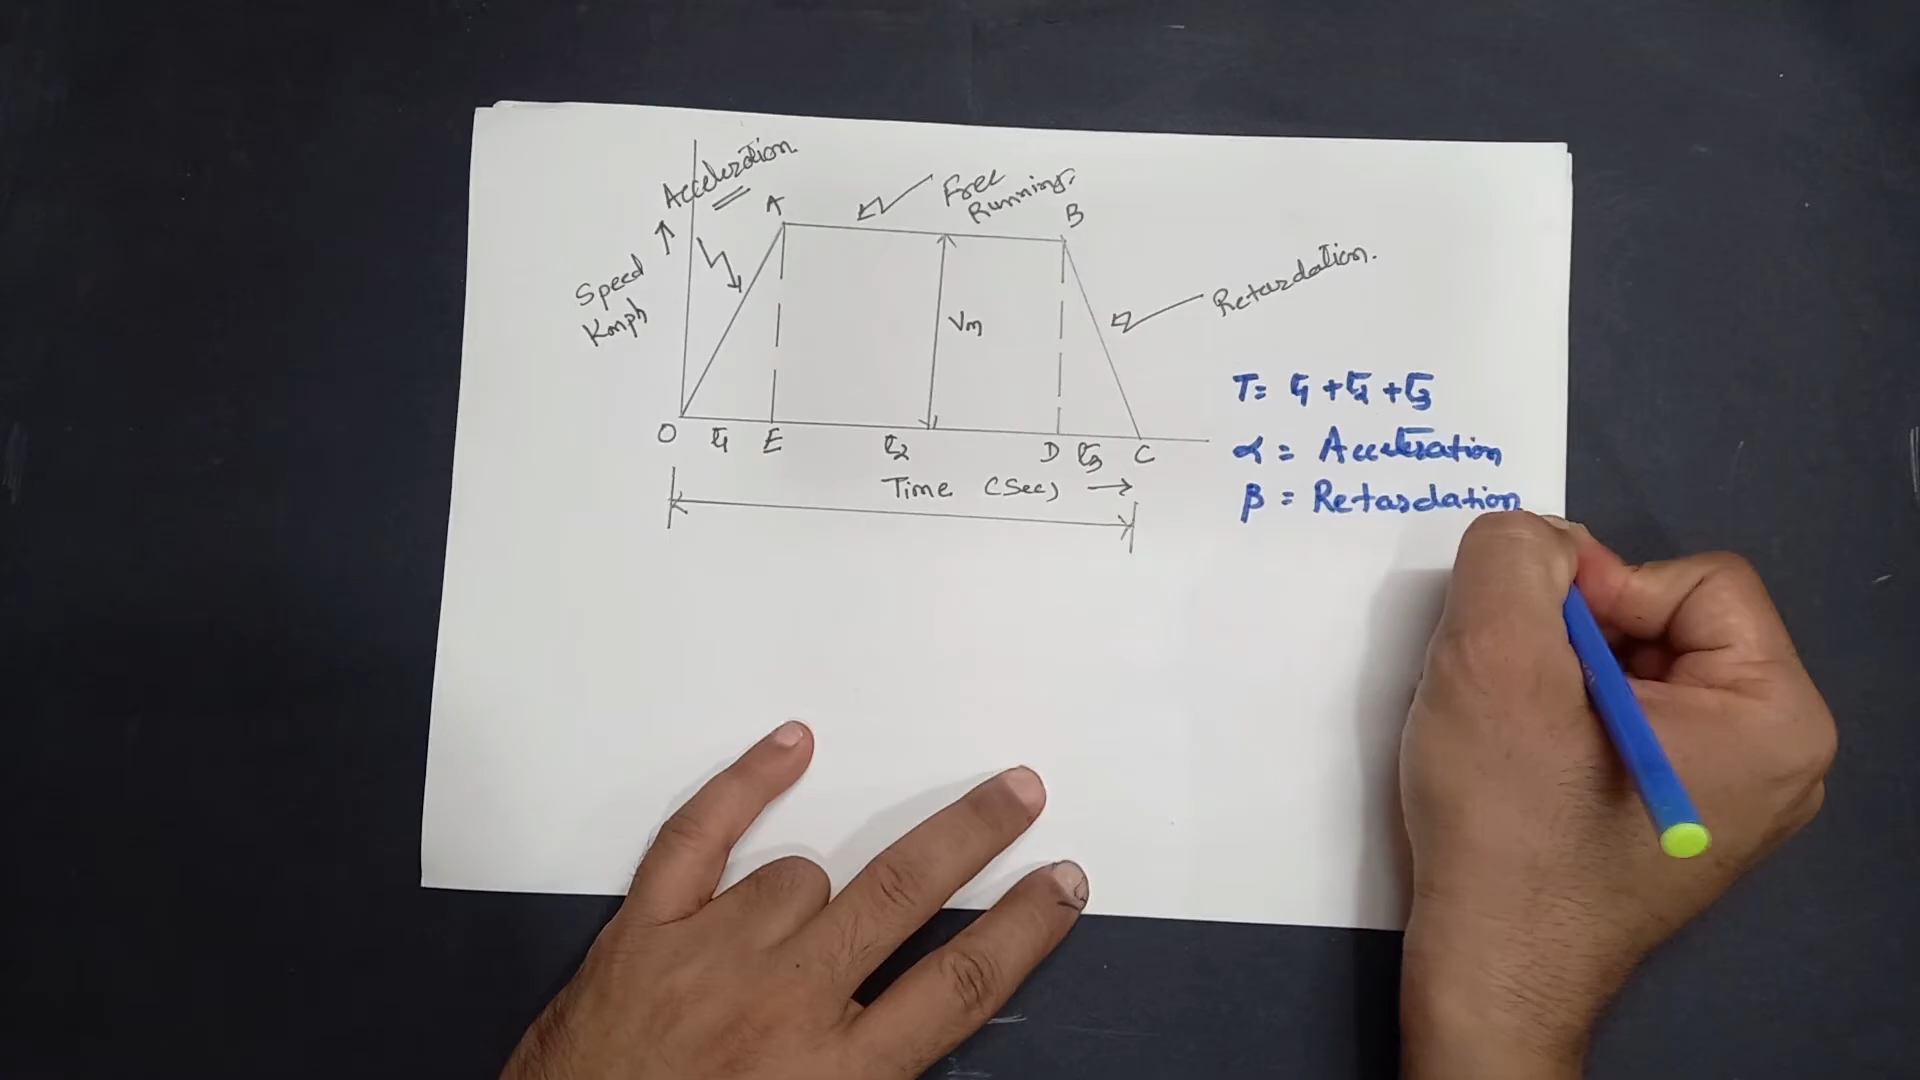 Acceleration
Speed
Kmph
A
Free
Running.
B
Retardation.
Vm
O t1 E t2 D t3 C
Time (Sec)
T= t1 + t2 + t3
α = Acceleration
β = Retardation